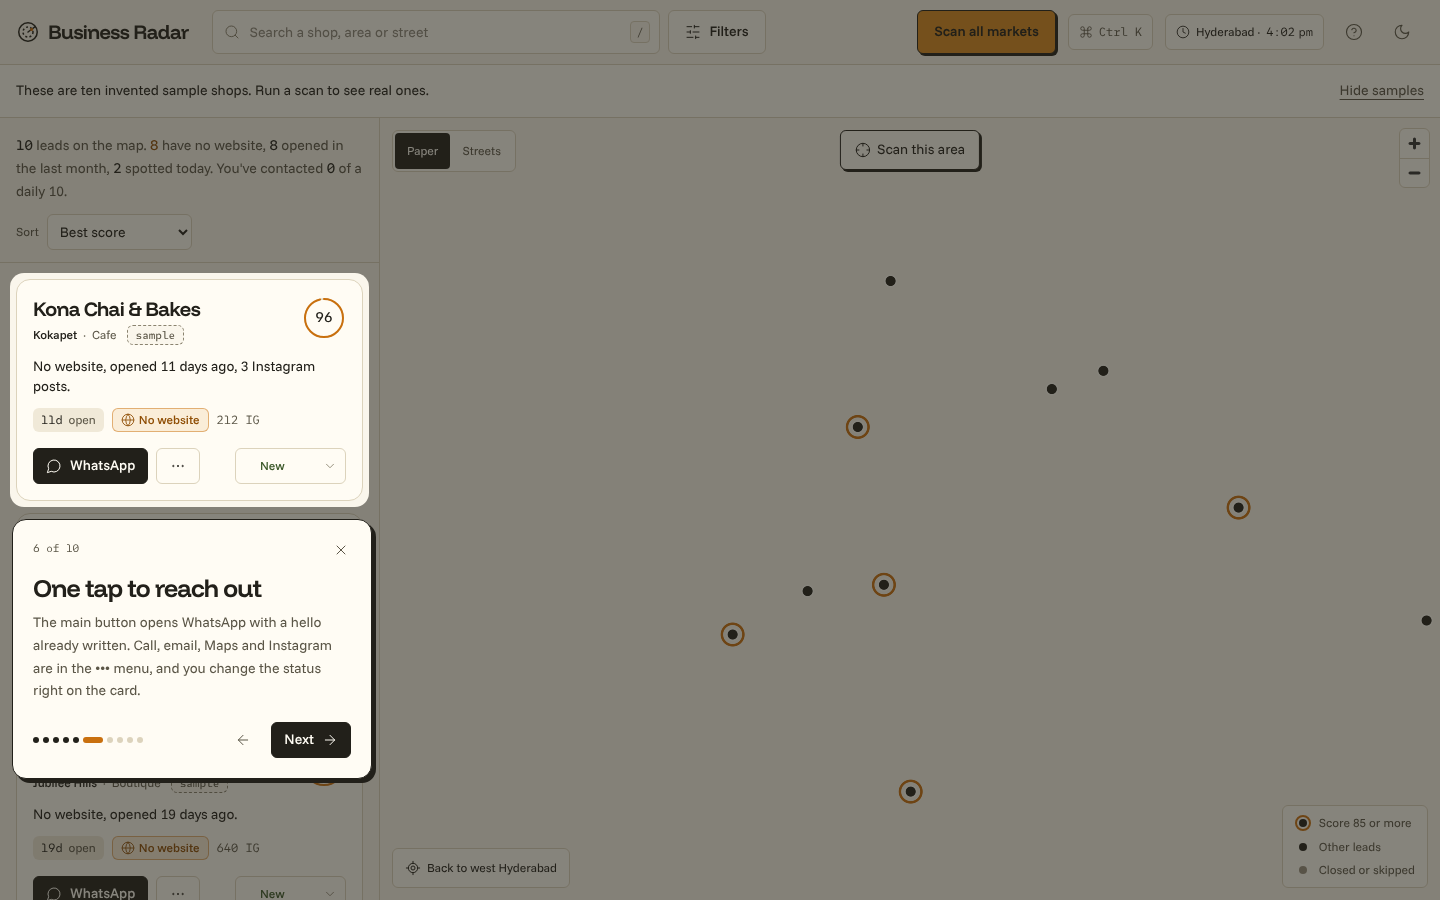 Business Radar
Search a shop, area or street
/
Filters
Scan all markets
⌘ Ctrl K
Hyderabad · 4:02 pm
These are ten invented sample shops. Run a scan to see real ones.
Hide samples
10 leads on the map. 8 have no website, 8 opened in
the last month, 2 spotted today. You've contacted 0 of a
daily 10.
Sort
Best score
Paper
Streets
Scan this area
Kona Chai & Bakes
96
Kokapet · Cafe
sample
No website, opened 11 days ago, 3 Instagram
posts.
11d open
No website
212 IG
WhatsApp
···
New
6 of 10
One tap to reach out
The main button opens WhatsApp with a hello
already written. Call, email, Maps and Instagram
are in the ••• menu, and you change the status
right on the card.
Next
Jubilee Hills · Boutique
sample
No website, opened 19 days ago.
19d open
No website
640 IG
WhatsApp
···
New
Back to west Hyderabad
Score 85 or more
Other leads
Closed or skipped